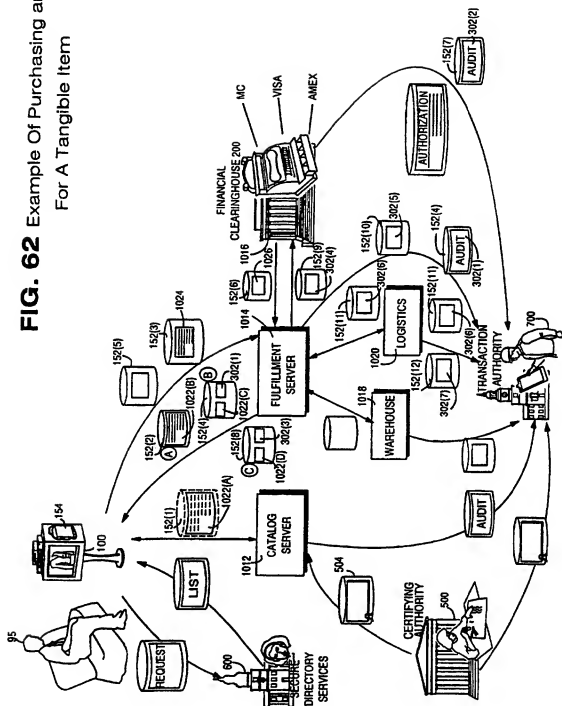 FIG. 62 Example Of Purchasing a
For A Tangible Item
152(7)
302(2)
AUDIT
AUTHORIZATION
MC
VISA
AMEX
FINANCIAL
CLEARINGHOUSE 200
1016
1026
152(6)
152(9)
302(4)
152(10)
302(5)
152(4)
AUDIT
302(1)
152(5)
152(3)
1024
1014
FULFILLMENT
SERVER
152(11)
302(6)
LOGISTICS
1020
152(11)
302(6)
152(12)
302(7)
TRANSACTION
AUTHORITY
700
152(2)
A
1022(B)
152(4)
B
302(1)
1022(C)
152(8)
C
302(3)
1022(D)
1018
WAREHOUSE
154
100
152(1)
1022(A)
CATALOG
SERVER
1012
AUDIT
95
REQUEST
LIST
600
SECURE
DIRECTORY
SERVICES
504
CERTIFYING
AUTHORITY
500